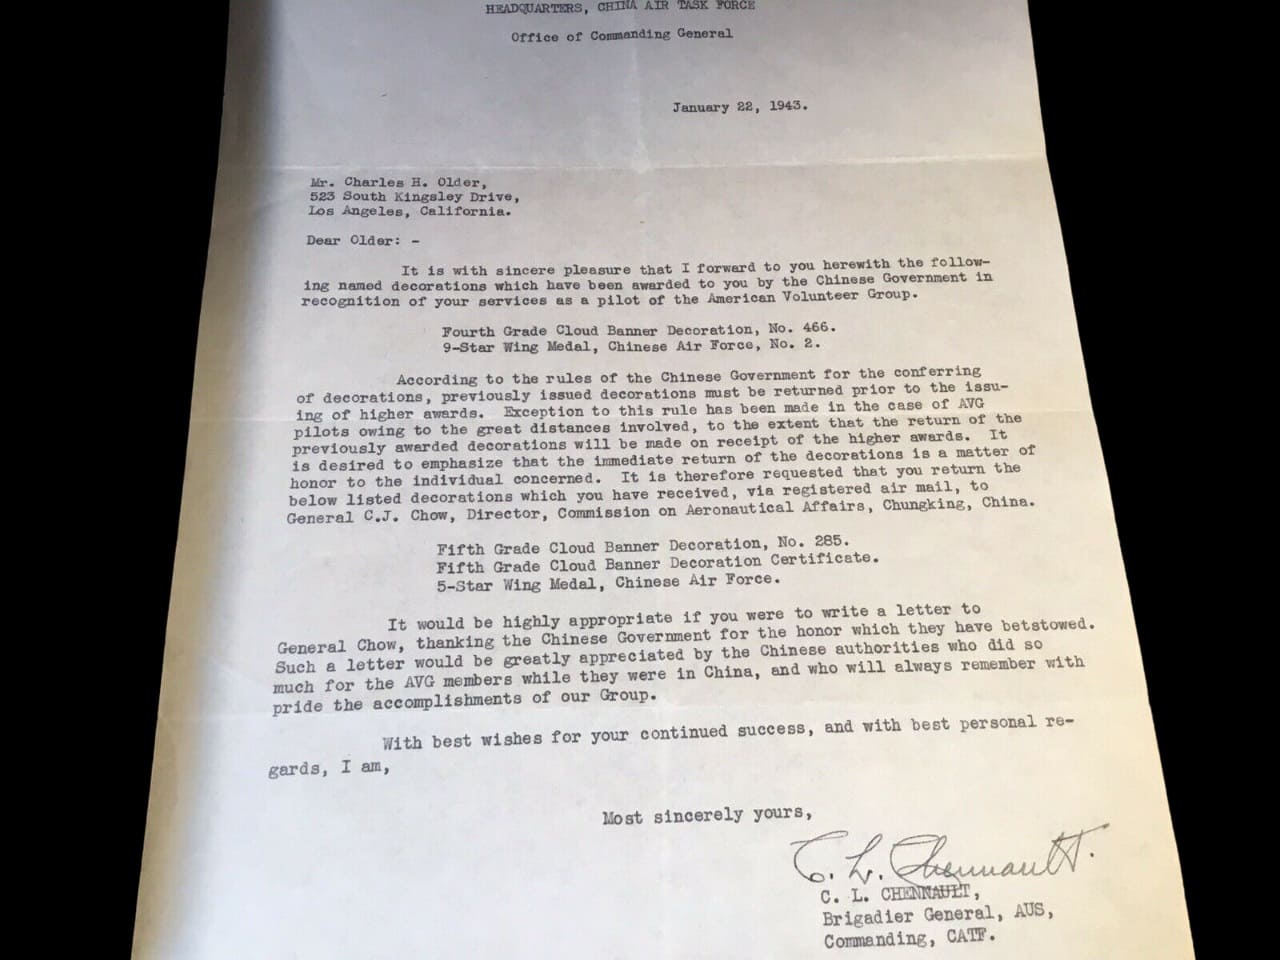 HEADQUARTERS, CHINA AIR TASK FORCE
Office of Commanding General
January 22, 1943.
Mr. Charles H. Older,
523 South Kingsley Drive,
Los Angeles, California.
Dear Older: -
It is with sincere pleasure that I forward to you herewith the follow-
ing named decorations which have been awarded to you by the Chinese Government in
recognition of your services as a pilot of the American Volunteer Group.
Fourth Grade Cloud Banner Decoration, No. 466.
9-Star Wing Medal, Chinese Air Force, No. 2.
According to the rules of the Chinese Government for the conferring
of decorations, previously issued decorations must be returned prior to the issu-
ing of higher awards. Exception to this rule has been made in the case of AVG
pilots owing to the great distances involved, to the extent that the return of the
previously awarded decorations will be made on receipt of the higher awards. It
is desired to emphasize that the immediate return of the decorations is a matter of
honor to the individual concerned. It is therefore requested that you return the
below listed decorations which you have received, via registered air mail, to
General C.J. Chow, Director, Commission on Aeronautical Affairs, Chungking, China.
Fifth Grade Cloud Banner Decoration, No. 285.
Fifth Grade Cloud Banner Decoration Certificate.
5-Star Wing Medal, Chinese Air Force.
It would be highly appropriate if you were to write a letter to
General Chow, thanking the Chinese Government for the honor which they have betstowed.
Such a letter would be greatly appreciated by the Chinese authorities who did so
much for the AVG members while they were in China, and who will always remember with
pride the accomplishments of our Group.
With best wishes for your continued success, and with best personal re-
gards, I am,
Most sincerely yours,
C. L. Chennault.
C. L. CHENNAULT,
Brigadier General, AUS,
Commanding, CATF.